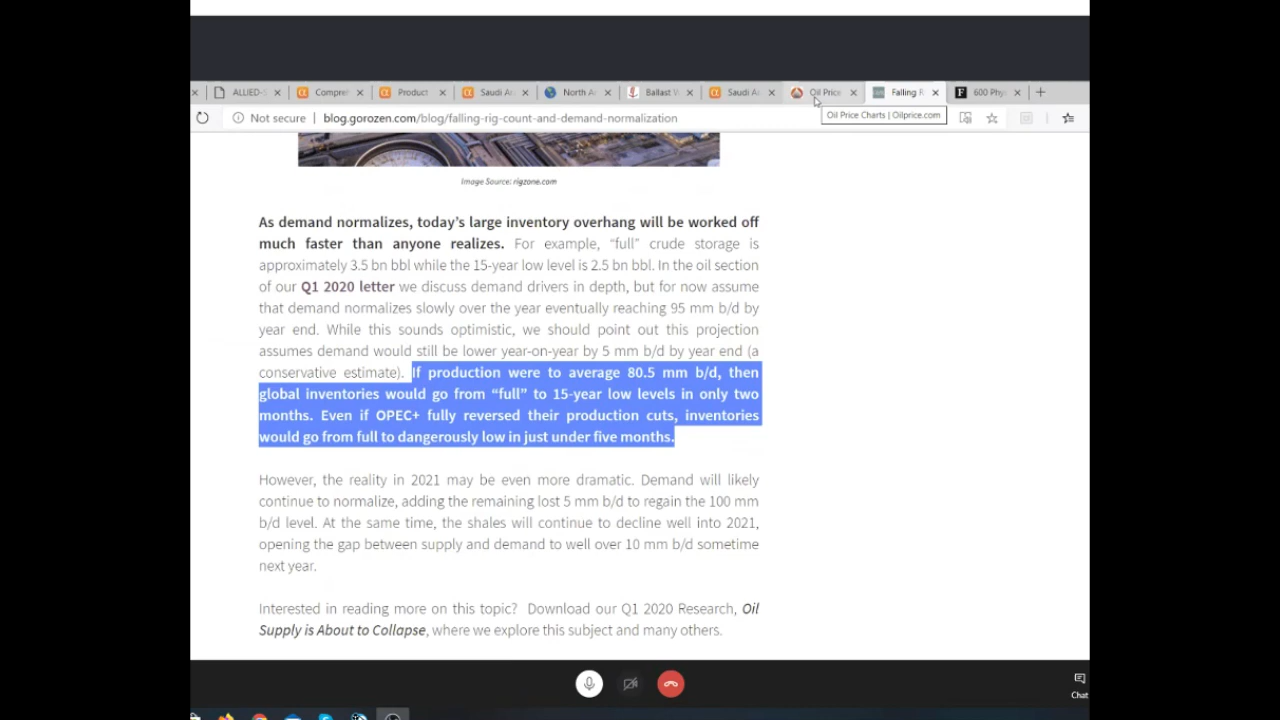 ALLIED-S
Compre
Product
Saudi A
North A
Ballast
Saudi A
Oil Price
Falling R
600 Phy
Not secure
blog.gorozen.com/blog/falling-rig-count-and-demand-normalization
Oil Price Charts | Oilprice.com
Image Source: rigzone.com
As demand normalizes, today's large inventory overhang will be worked off
much faster than anyone realizes. For example, "full" crude storage is
approximately 3.5 bn bbl while the 15-year low level is 2.5 bn bbl. In the oil section
of our Q1 2020 letter we discuss demand drivers in depth, but for now assume
that demand normalizes slowly over the year eventually reaching 95 mm b/d by
year end. While this sounds optimistic, we should point out this projection
assumes demand would still be lower year-on-year by 5 mm b/d by year end (a
conservative estimate). If production were to average 80.5 mm b/d, then
global inventories would go from "full" to 15-year low levels in only two
months. Even if OPEC+ fully reversed their production cuts, inventories
would go from full to dangerously low in just under five months.
However, the reality in 2021 may be even more dramatic. Demand will likely
continue to normalize, adding the remaining lost 5 mm b/d to regain the 100 mm
b/d level. At the same time, the shales will continue to decline well into 2021,
opening the gap between supply and demand to well over 10 mm b/d sometime
next year.
Interested in reading more on this topic? Download our Q1 2020 Research, Oil
Supply is About to Collapse, where we explore this subject and many others.
Chat